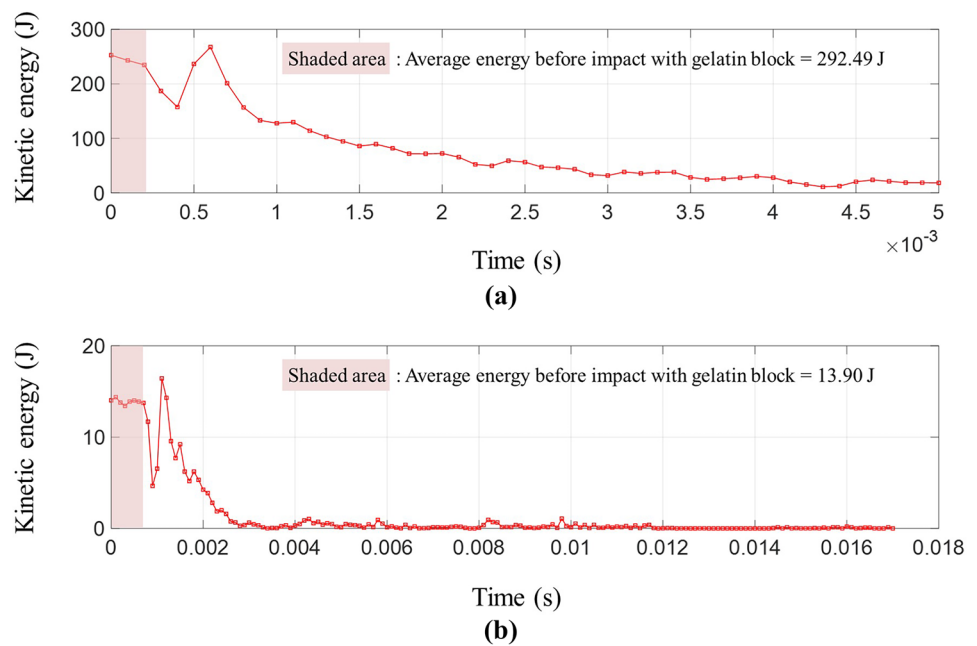 Kinetic energy (J)
300
200
100
0
Shaded area : Average energy before impact with gelatin block = 292.49 J
0 0.5 1 1.5 2 2.5 3 3.5 4 4.5 5
×10-3
Time (s)
(a)
Kinetic energy (J)
20
10
0
Shaded area : Average energy before impact with gelatin block = 13.90 J
0 0.002 0.004 0.006 0.008 0.01 0.012 0.014 0.016 0.018
Time (s)
(b)